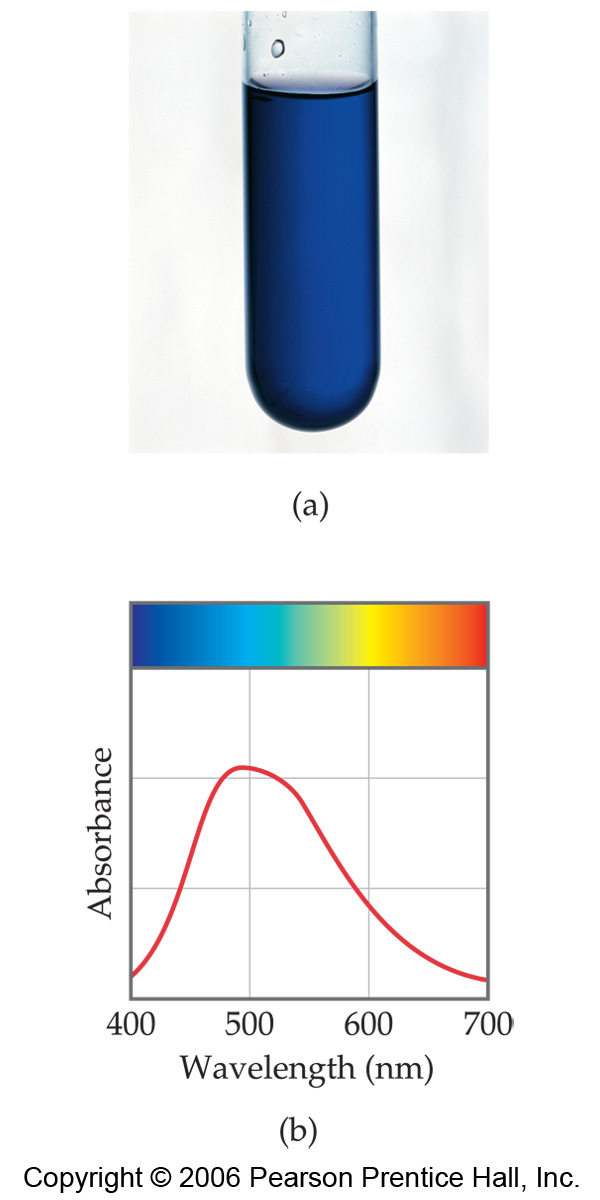 (a)
Absorbance
400 500 600 700
Wavelength (nm)
(b)
Copyright © 2006 Pearson Prentice Hall, Inc.